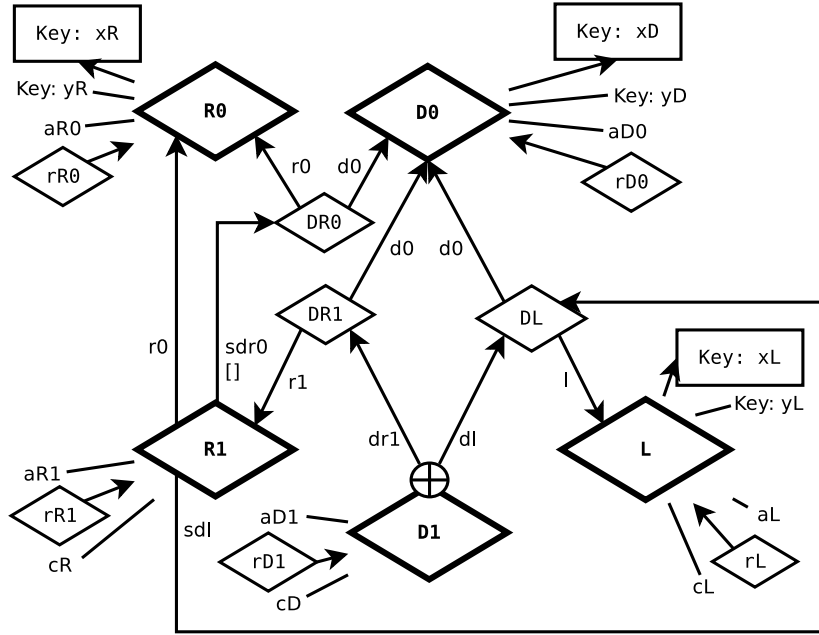 Key: xR
Key: xD
Key: yR
R0
D0
Key: yD
aR0
aD0
rR0
r0
d0
rD0
DR0
d0
d0
DR1
DL
r0
sdr0
[]
r1
l
Key: xL
Key: yL
dr1
dl
R1
L
aR1
rR1
sdl
aD1
D1
aL
cR
rD1
rL
cD
cL